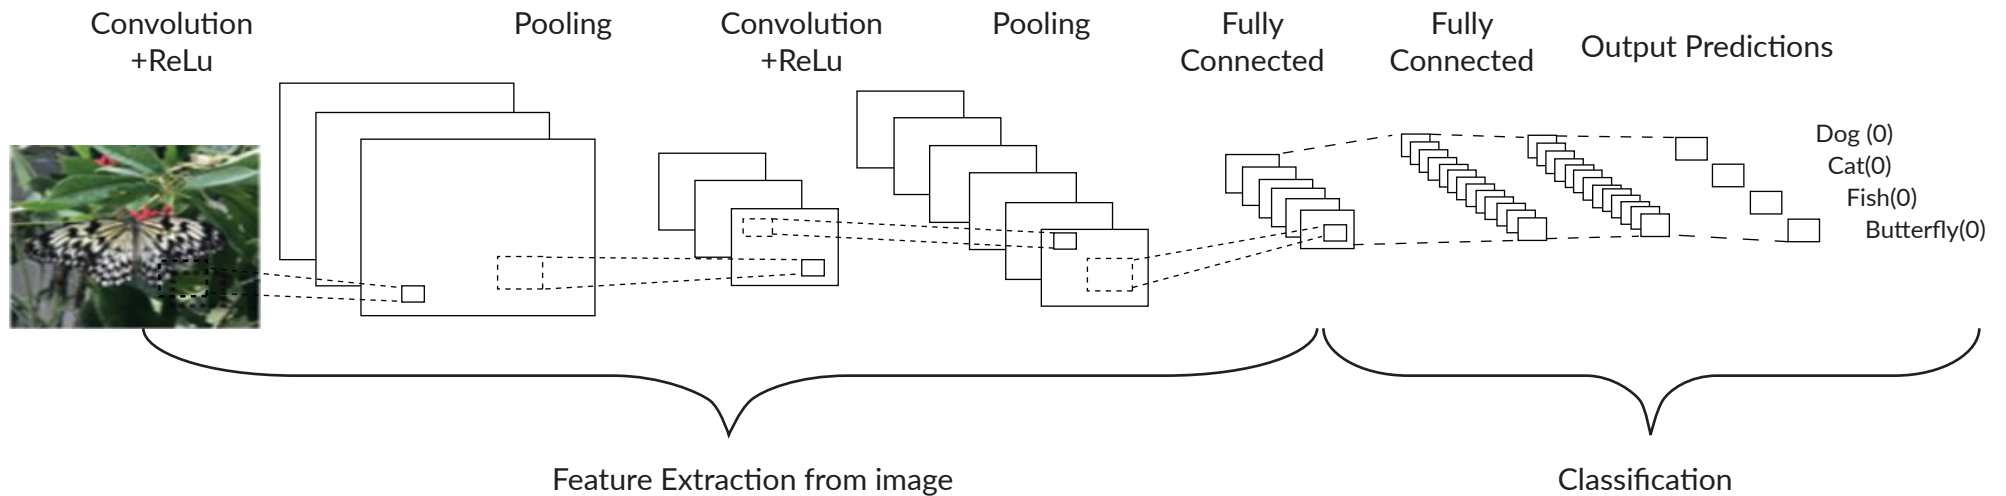 Convolution
+ReLu
Pooling
Convolution
+ReLu
Pooling
Fully
Connected
Fully
Connected
Output Predictions
Dog (0)
Cat(0)
Fish(0)
Butterfly(0)
Feature Extraction from image
Classification